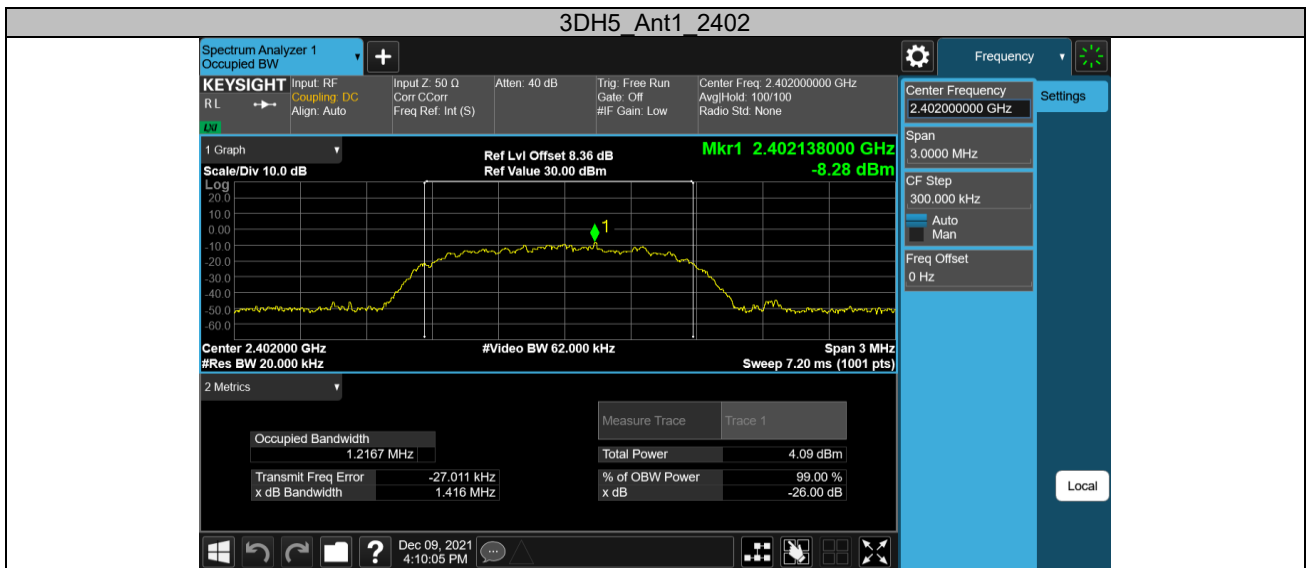 3DH5_Ant1_2402
Spectrum Analyzer 1
Occupied BW
Frequency
KEYSIGHT
RL
LXI
Input: RF
Coupling: DC
Align: Auto
Input Z: 50 Ω
Corr CCorr
Freq Ref: Int (S)
Atten: 40 dB
Trig: Free Run
Gate: Off
#IF Gain: Low
Center Freq: 2.402000000 GHz
Avg|Hold: 100/100
Radio Std: None
Center Frequency
2.402000000 GHz
Settings
Span
3.0000 MHz
CF Step
300.000 kHz
Auto
Man
Freq Offset
0 Hz
1 Graph
Scale/Div 10.0 dB
Ref Lvl Offset 8.36 dB
Ref Value 30.00 dBm
Mkr1 2.402138000 GHz
-8.28 dBm
Log
20.0
10.0
0.00
-10.0
-20.0
-30.0
-40.0
-50.0
-60.0
1
Center 2.402000 GHz
#Video BW 62.000 kHz
Span 3 MHz
#Res BW 20.000 kHz
Sweep 7.20 ms (1001 pts)
2 Metrics
Measure Trace Trace 1
Occupied Bandwidth
1.2167 MHz
Total Power 4.09 dBm
Transmit Freq Error -27.011 kHz
% of OBW Power 99.00 %
x dB Bandwidth 1.416 MHz
x dB -26.00 dB
Local
?
Dec 09, 2021
4:10:05 PM